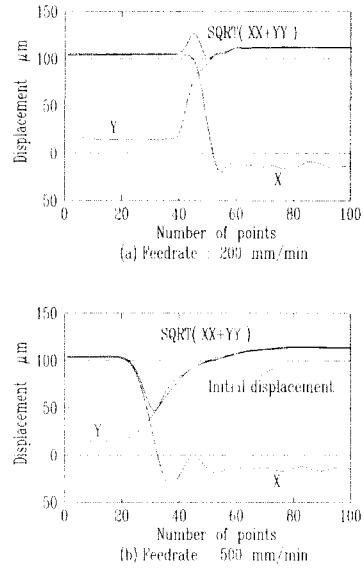 SQRT(XX+YY)
150
100
50
0
50
Displacement μm
Y
X
0 20 40 60 80 100
Number of points
(a) Feedrate : 200 mm/min
SQRT(XX+YY)
150
100
50
0
50
Displacement μm
Initial displacement
Y
X
0 20 40 60 80 100
Number of points
(b) Feedrate 500 mm/min